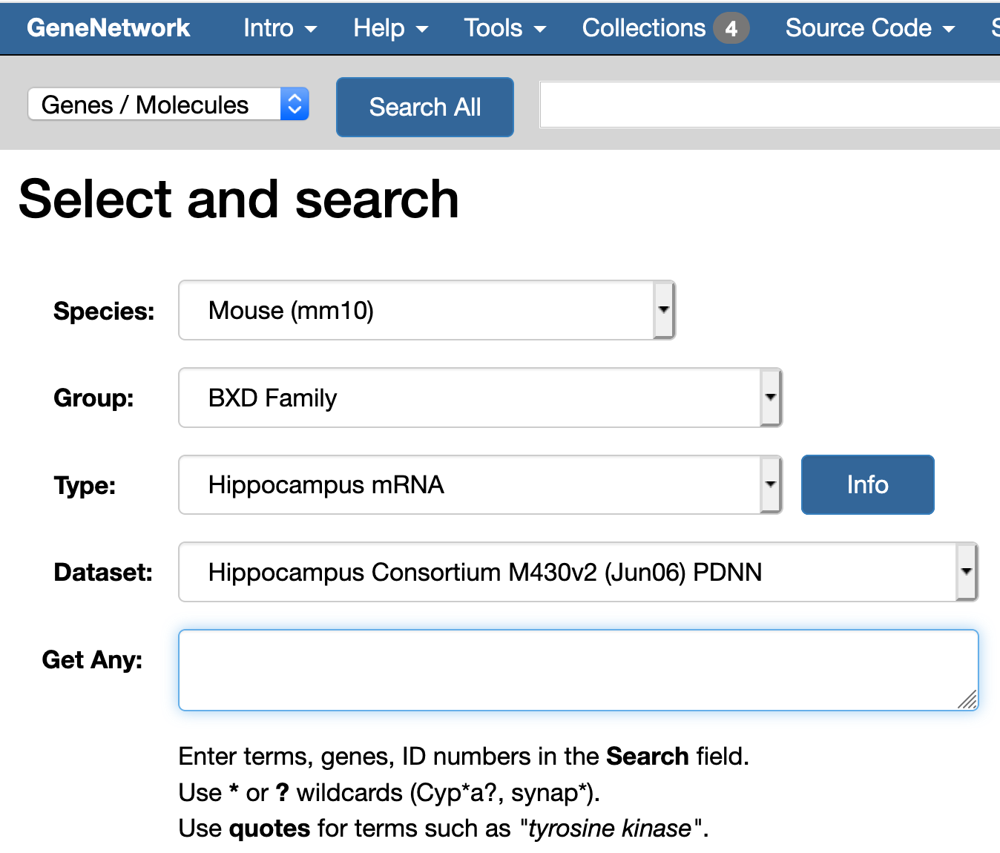 GeneNetwork Intro Help Tools Collections 4 Source Code
Genes / Molecules Search All
Select and search
Species: Mouse (mm10)
Group: BXD Family
Type: Hippocampus mRNA Info
Dataset: Hippocampus Consortium M430v2 (Jun06) PDNN
Get Any:
Enter terms, genes, ID numbers in the Search field.
Use * or ? wildcards (Cyp*a?, synap*).
Use quotes for terms such as "tyrosine kinase".